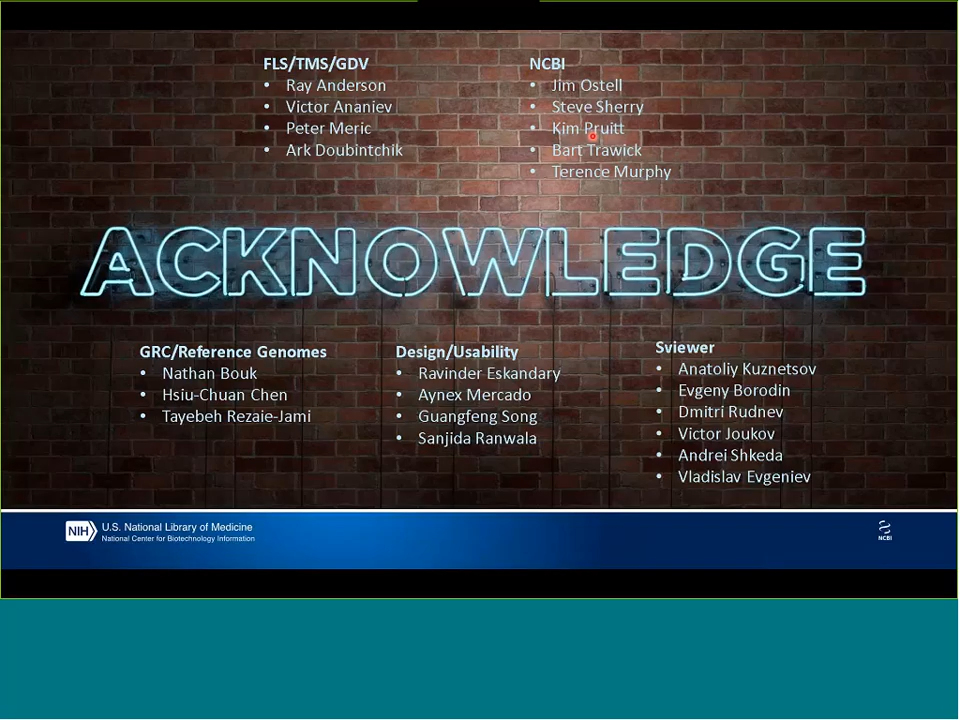 FLS/TMS/GDV
• Ray Anderson
• Victor Ananiev
• Peter Meric
• Ark Doubintchik
NCBI
• Jim Ostell
• Steve Sherry
• Kim Pruitt
• Bart Trawick
• Terence Murphy
ACKNOWLEDGE
GRC/Reference Genomes
• Nathan Bouk
• Hsiu-Chuan Chen
• Tayebeh Rezaie-Jami
Design/Usability
• Ravinder Eskandary
• Aynex Mercado
• Guangfeng Song
• Sanjida Ranwala
Sviewer
• Anatoliy Kuznetsov
• Evgeny Borodin
• Dmitri Rudnev
• Victor Joukov
• Andrei Shkeda
• Vladislav Evgeniev
NIH
U.S. National Library of Medicine
National Center for Biotechnology Information
NCBI